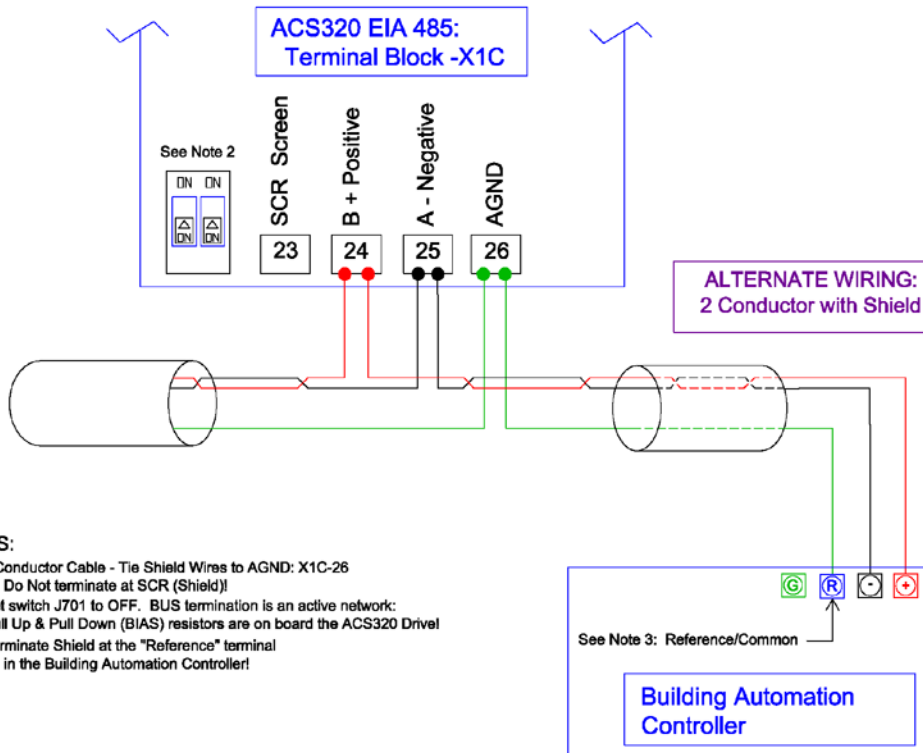 ACS320 EIA 485:
Terminal Block -X1C
See Note 2
ON ON
ON ON
SCR Screen
B + Positive
A - Negative
AGND
23
24
25
26
ALTERNATE WIRING:
2 Conductor with Shield
S:
Conductor Cable - Tie Shield Wires to AGND: X1C-26
Do Not terminate at SCR (Shield)!
t switch J701 to OFF. BUS termination is an active network:
ll Up & Pull Down (BIAS) resistors are on board the ACS320 Drive!
rminate Shield at the "Reference" terminal
in the Building Automation Controller!
G R - +
See Note 3: Reference/Common
Building Automation
Controller